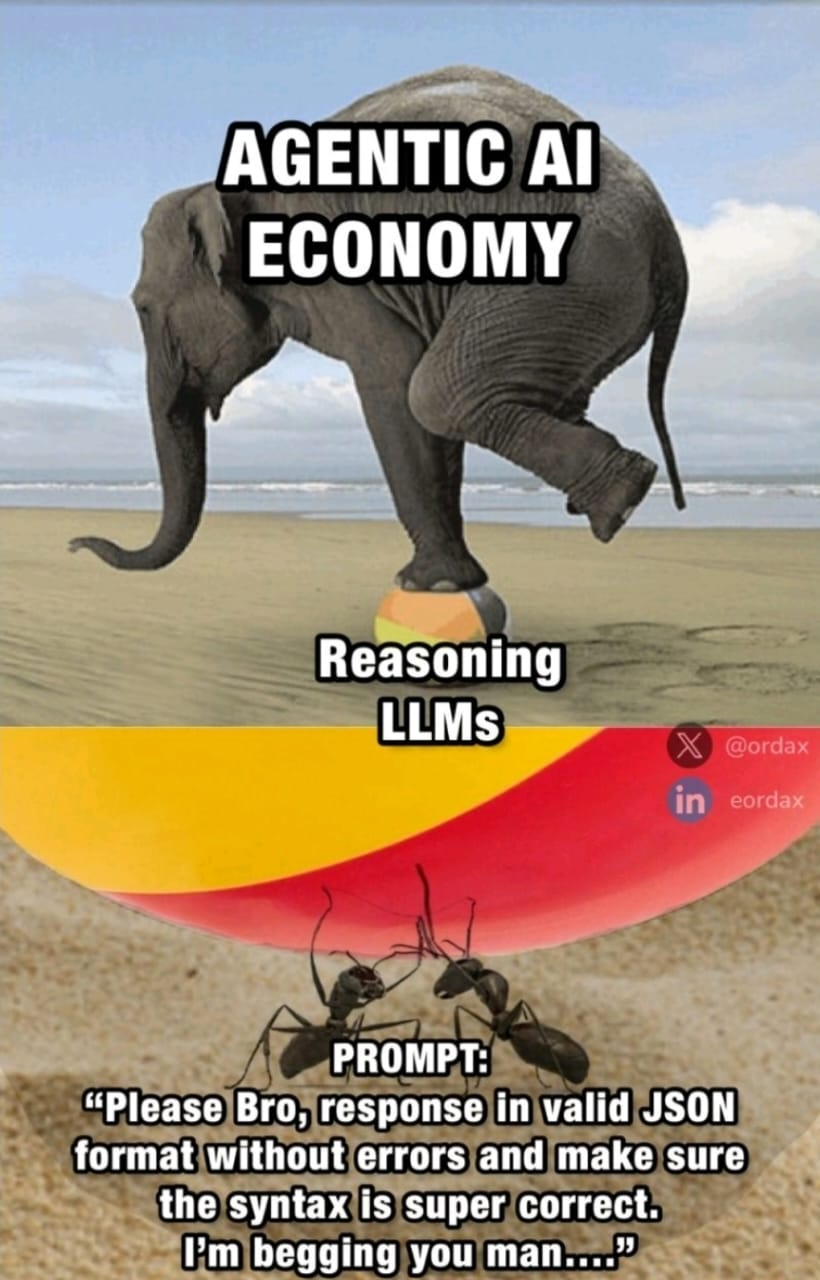 AGENTIC AI
ECONOMY
Reasoning
LLMs
@ordax
in eordax
PROMPT:
“Please Bro, response in valid JSON
format without errors and make sure
the syntax is super correct.
I’m begging you man....”